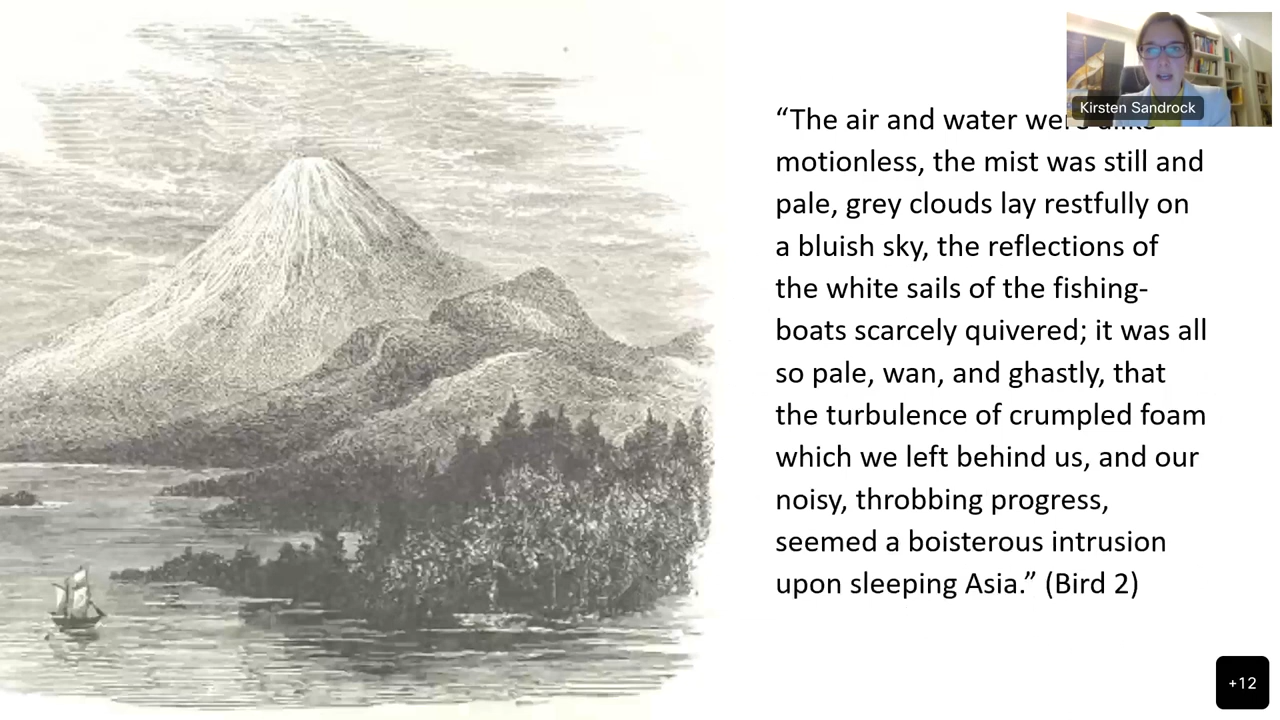 Kirsten Sandrock
“The air and water were alike
motionless, the mist was still and
pale, grey clouds lay restfully on
a bluish sky, the reflections of
the white sails of the fishing-
boats scarcely quivered; it was all
so pale, wan, and ghastly, that
the turbulence of crumpled foam
which we left behind us, and our
noisy, throbbing progress,
seemed a boisterous intrusion
upon sleeping Asia.” (Bird 2)
+12